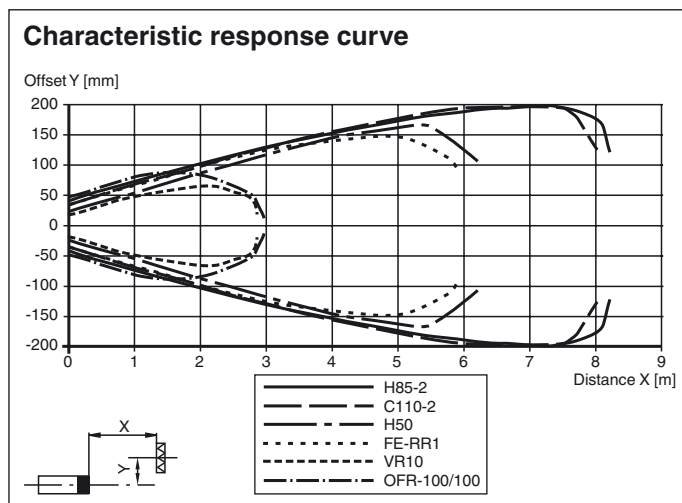 Characteristic response curve
Offset Y [mm]
200
150
100
50
0
-50
-100
-150
-200
0 1 2 3 4 5 6 7 8 9
Distance X [m]
H85-2
C110-2
H50
FE-RR1
VR10
OFR-100/100
X
Y